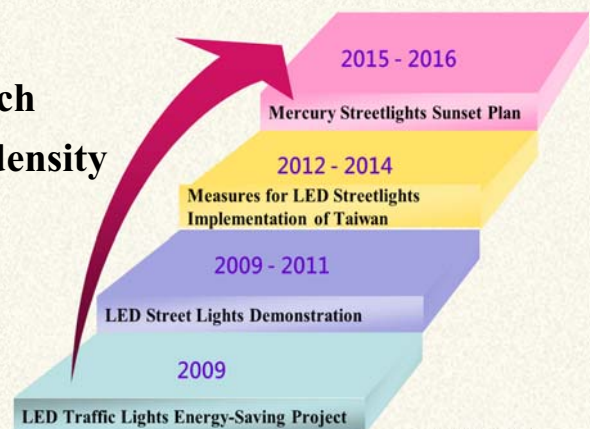 ch
density
2015 - 2016
Mercury Streetlights Sunset Plan
2012 - 2014
Measures for LED Streetlights
Implementation of Taiwan
2009 - 2011
LED Street Lights Demonstration
2009
LED Traffic Lights Energy-Saving Project